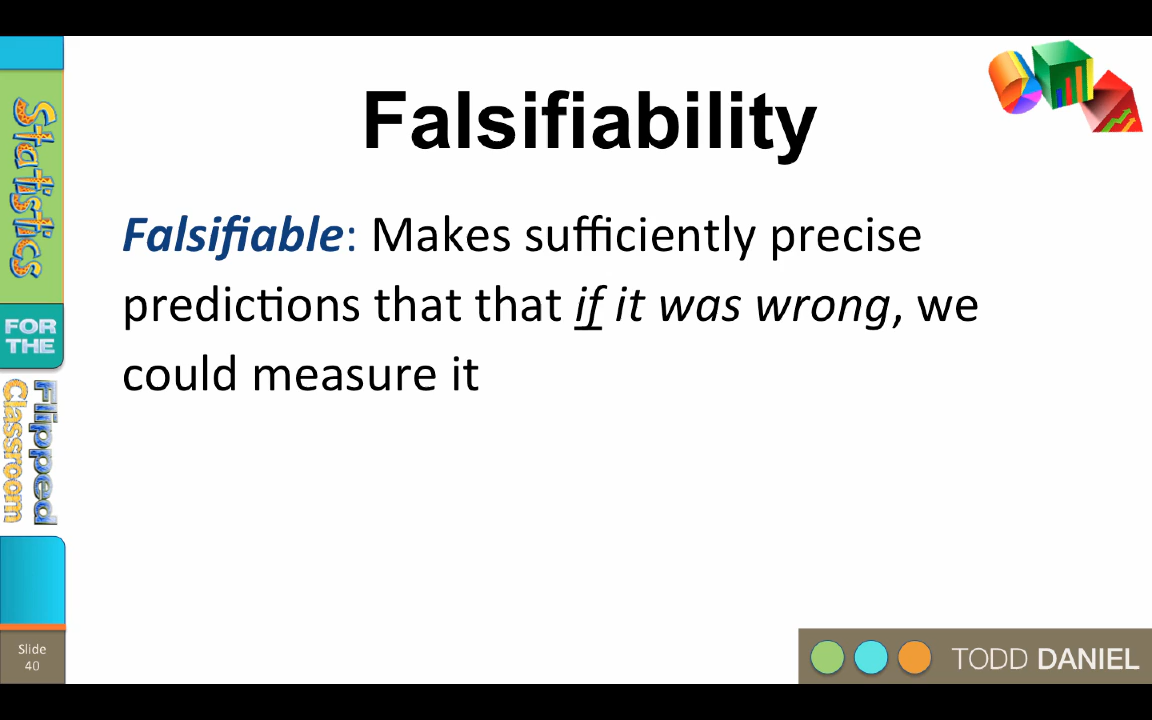 Falsifiability
Falsifiable: Makes sufficiently precise
predictions that that if it was wrong, we
could measure it
Statistics
FOR
THE
Flipped
Classroom
Slide
40
TODD DANIEL